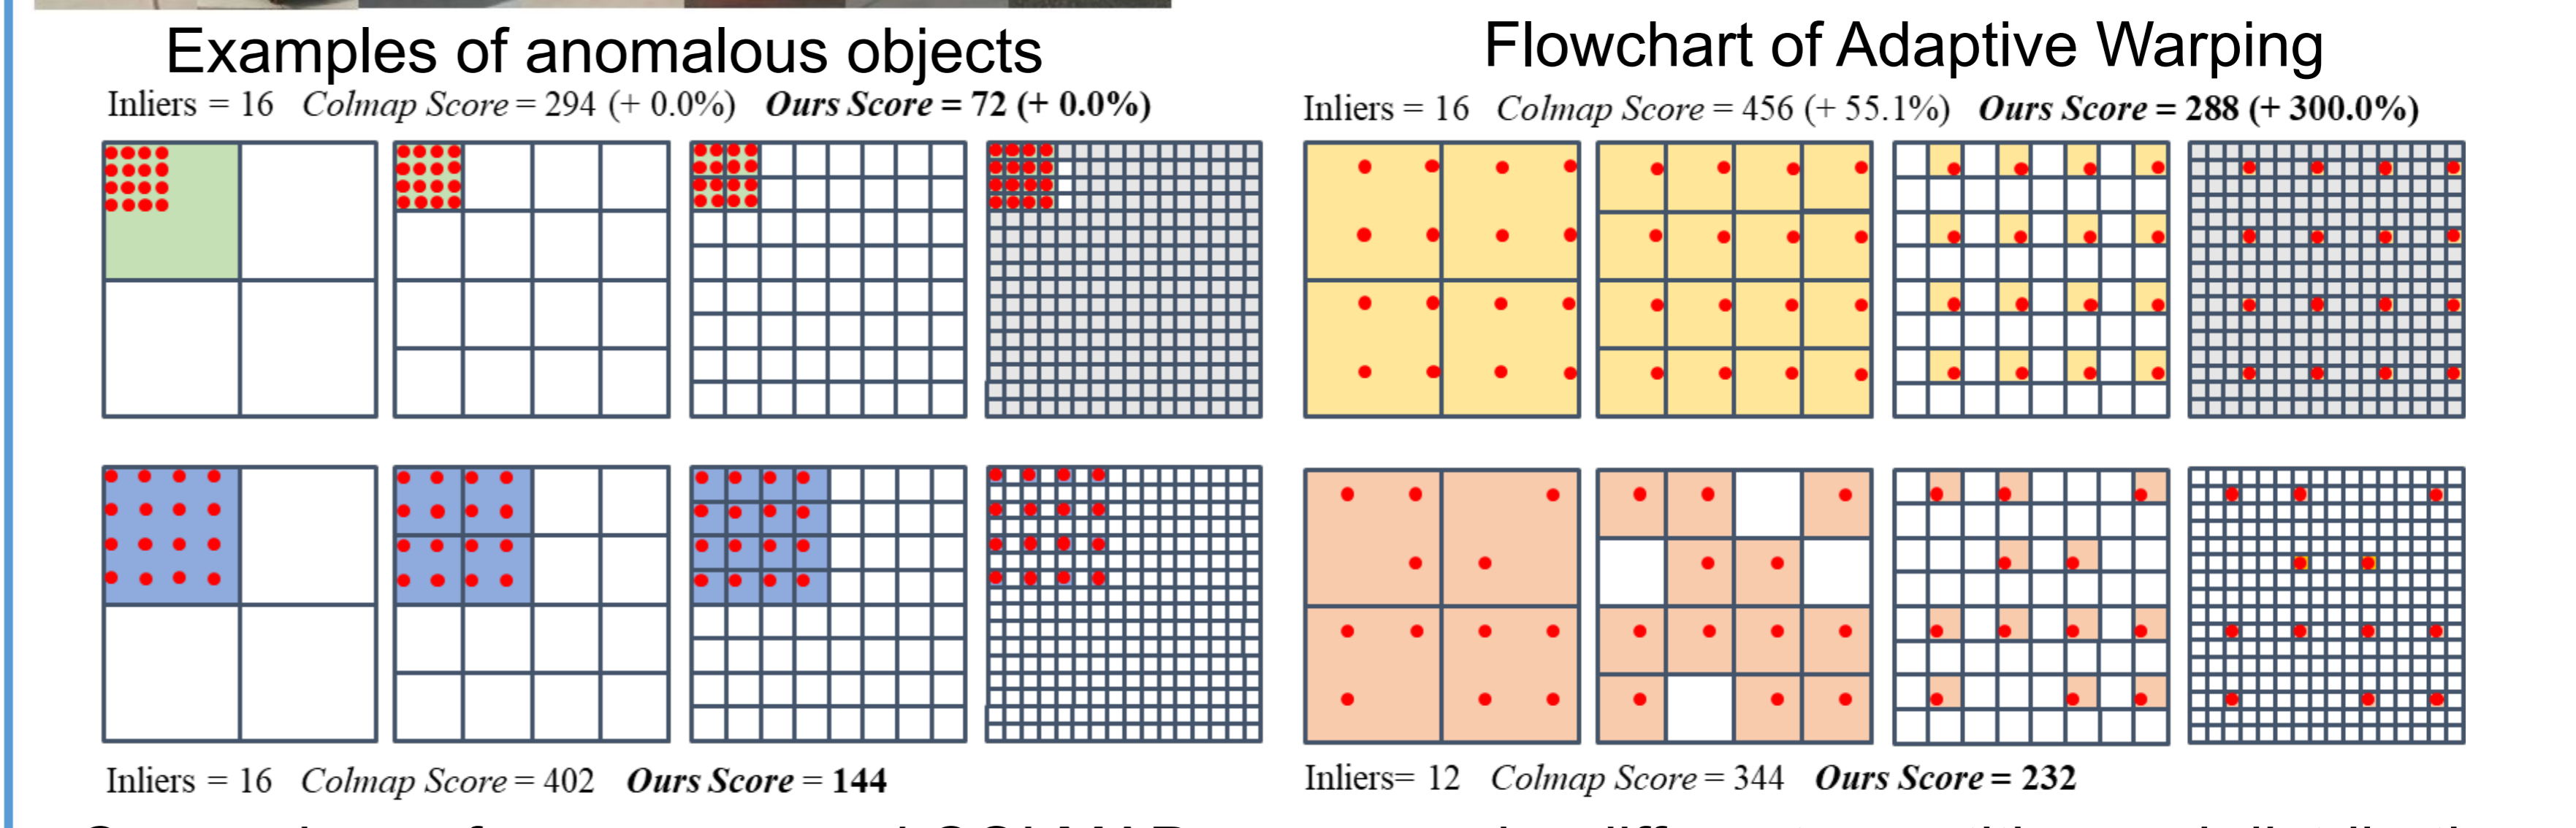 Examples of anomalous objects
Flowchart of Adaptive Warping
Inliers = 16 Colmap Score = 294 (+ 0.0%) Ours Score = 72 (+ 0.0%)
Inliers = 16 Colmap Score = 456 (+ 55.1%) Ours Score = 288 (+ 300.0%)
Inliers = 16 Colmap Score = 402 Ours Score = 144
Inliers= 12 Colmap Score = 344 Ours Score = 232